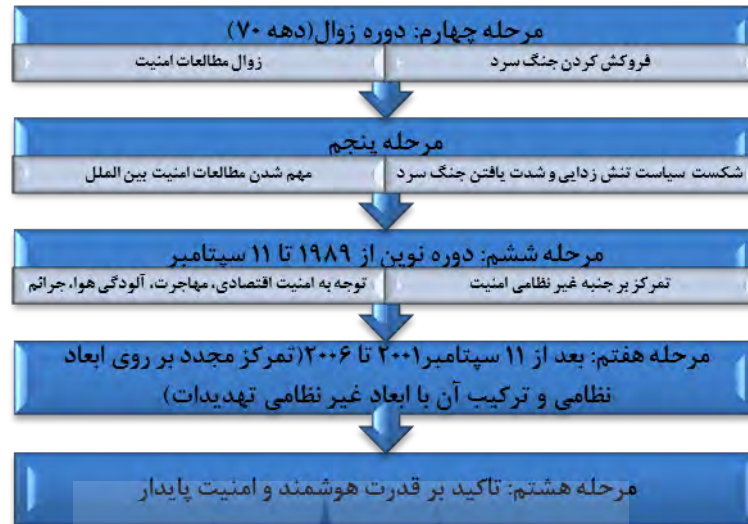 مرحله چهارم: دوره زوال(دهه ۷۰)
فروکش کردن جنگ سرد
زوال مطالعات امنیت
مرحله پنجم
شکست سیاست تنش زدایی و شدت یافتن جنگ سرد
مهم شدن مطالعات امنیت بین الملل
مرحله ششم: دوره نوین از ۱۹۸۹ تا ۱۱ سپتامبر
تمرکز بر جنبه غیر نظامی امنیت
توجه به امنیت اقتصادی، مهاجرت، آلودگی هوا، جرائم
مرحله هفتم: بعد از ۱۱ سپتامبر۲۰۰۱ تا ۲۰۰۶(تمرکز مجدد بر روی ابعاد
نظامی و ترکیب آن با ابعاد غیر نظامی تهدیدات)
مرحله هشتم: تاکید بر قدرت هوشمند و امنیت پایدار